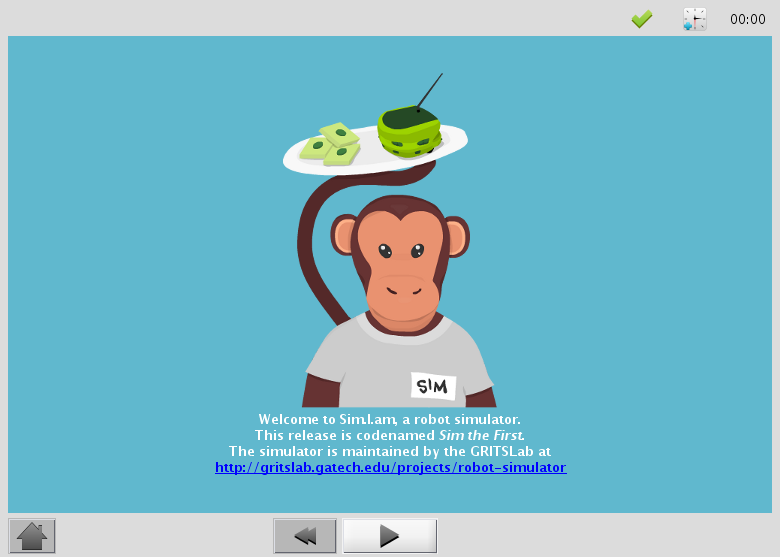 00:00
SIM
Welcome to Sim.I.am, a robot simulator.
This release is codenamed Sim the First.
The simulator is maintained by the GRITSLab at
http://gritslab.gatech.edu/projects/robot-simulator